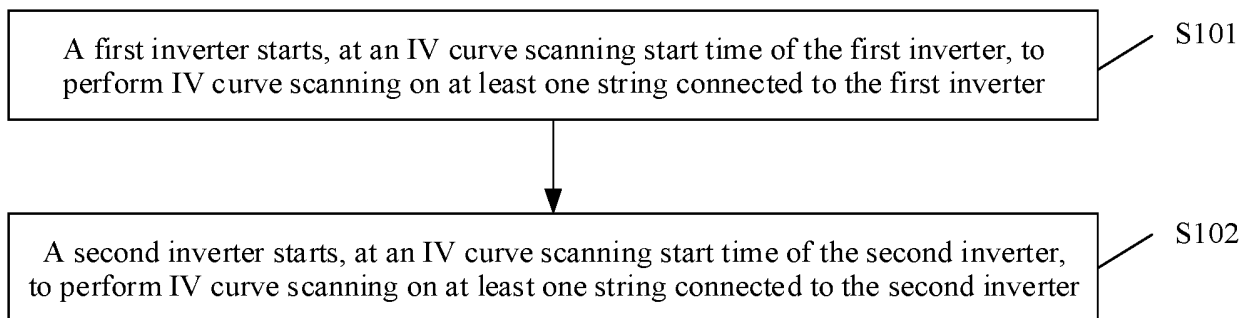 A first inverter starts, at an IV curve scanning start time of the first inverter, to
perform IV curve scanning on at least one string connected to the first inverter
S101
A second inverter starts, at an IV curve scanning start time of the second inverter,
to perform IV curve scanning on at least one string connected to the second inverter
S102